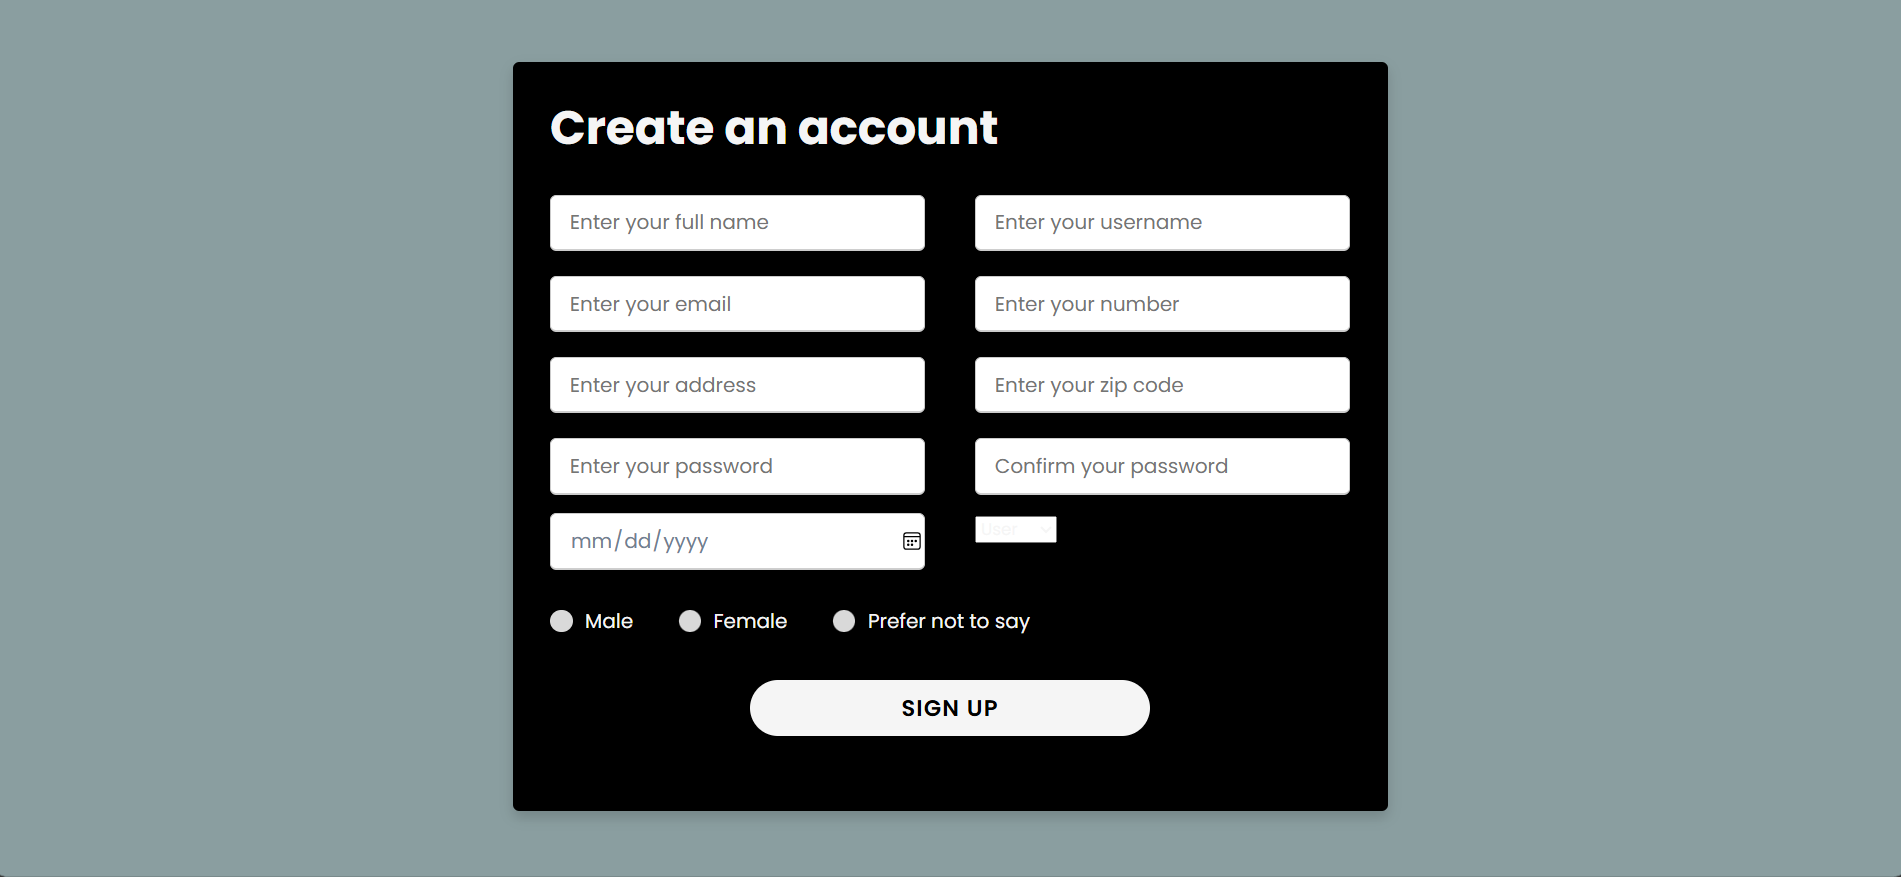 Create an account
Enter your full name
Enter your username
Enter your email
Enter your number
Enter your address
Enter your zip code
Enter your password
Confirm your password
mm/dd/yyyy
User
Male
Female
Prefer not to say
SIGN UP